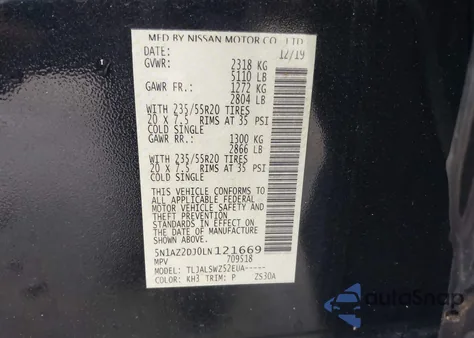 MFD BY NISSAN MOTOR CO., LTD
DATE: 12/19
GVWR: 2318 KG
5110 LB
GAWR FR.: 1272 KG
2804 LB
WITH 235/55R20 TIRES
20 X 7.5 RIMS AT 35 PSI
COLD SINGLE
GAWR RR.: 1300 KG
2866 LB
WITH 235/55R20 TIRES
20 X 7.5 RIMS AT 35 PSI
COLD SINGLE
THIS VEHICLE CONFORMS TO
ALL APPLICABLE FEDERAL
MOTOR VEHICLE SAFETY
AND THEFT PREVENTION
STANDARDS IN EFFECT ON
THE DATE OF MANUFACTURE
SHOWN ABOVE.
5N1AZ2DJ0LN121669
MPV 709518
MODEL: TLJALSWZ52EUA-----
COLOR: KH3 TRIM: P ZS30A
autoSnap